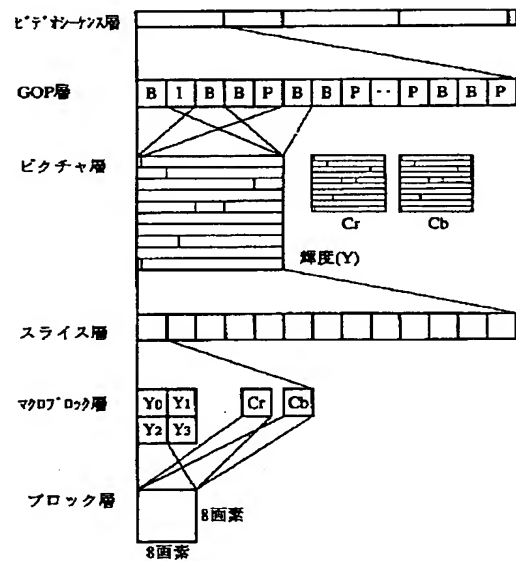 ビデオシーケンス層
GOP層
B I B B P B B P ・・ P B B P
ピクチャ層
Cr
Cb
輝度(Y)
スライス層
マクロブロック層
Y0 Y1
Cr
Cb
Y2 Y3
ブロック層
8画素
8画素